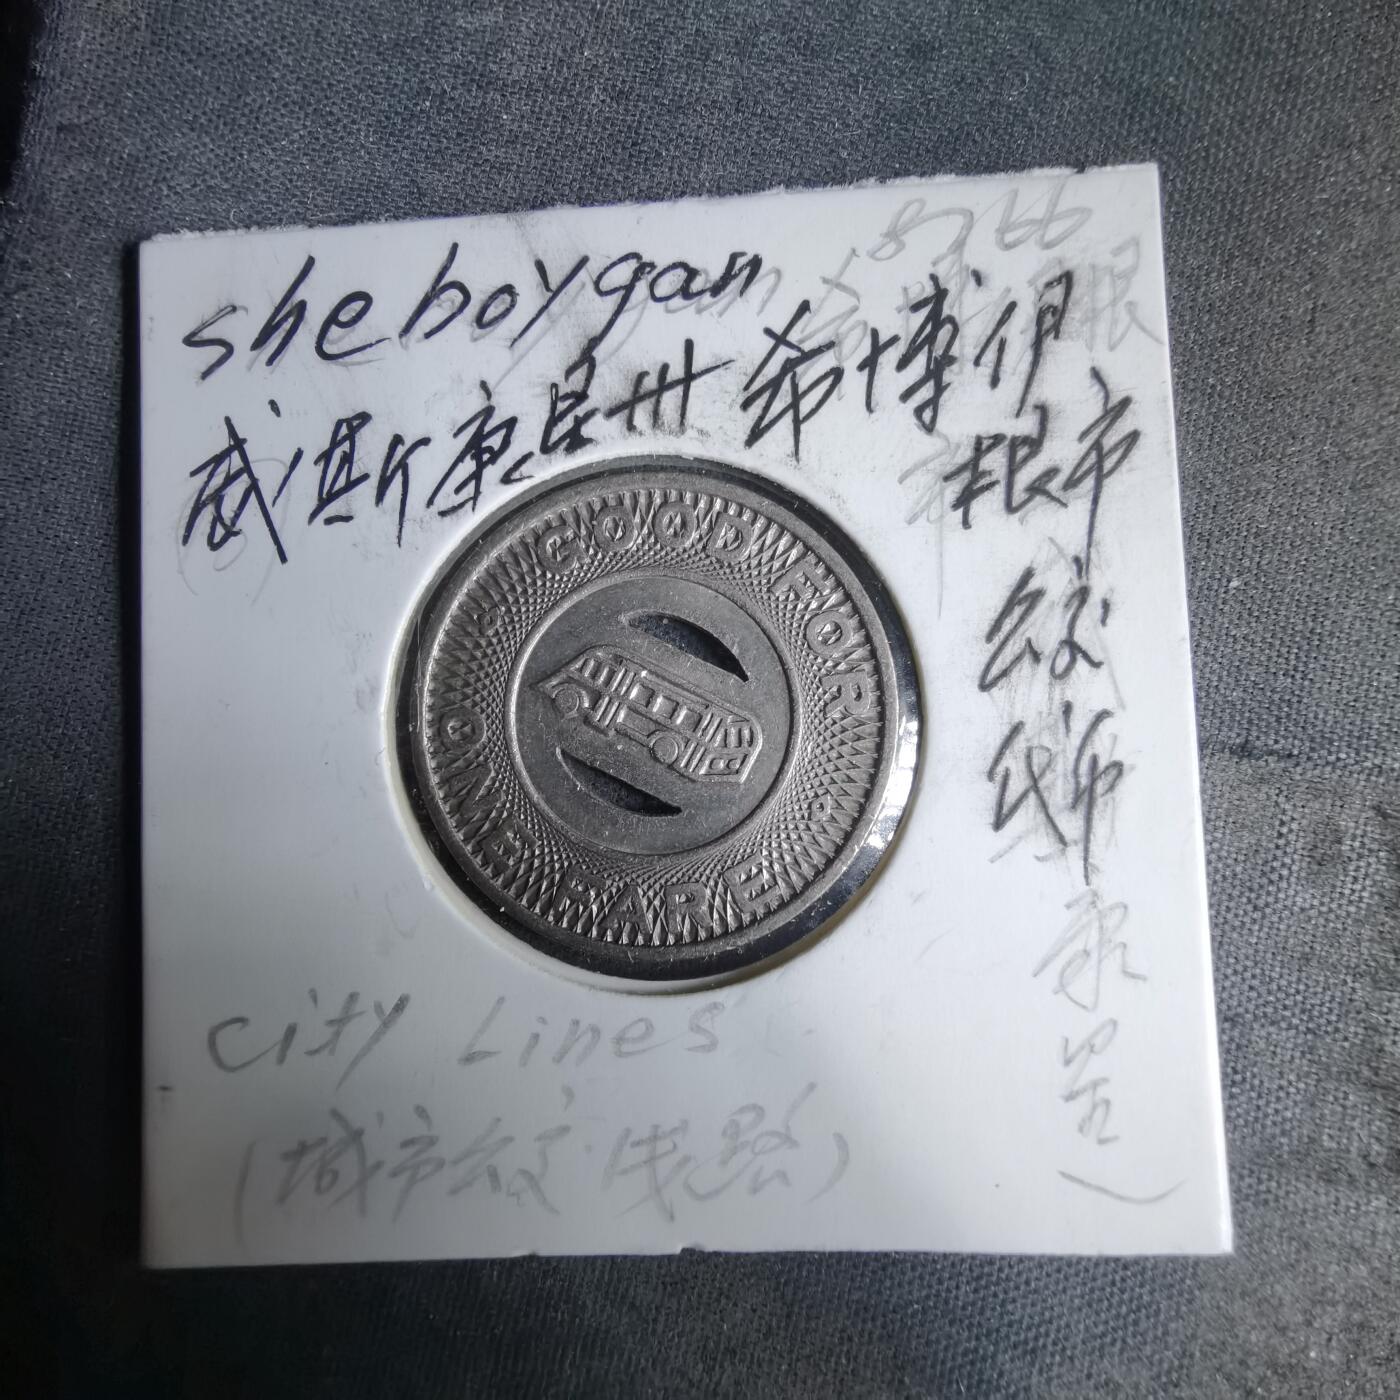 sheboygan
威斯康星州希博伊
根市
公交
代币
GOOD FOR
ONE FARE
City Lines
(城市公交线路)